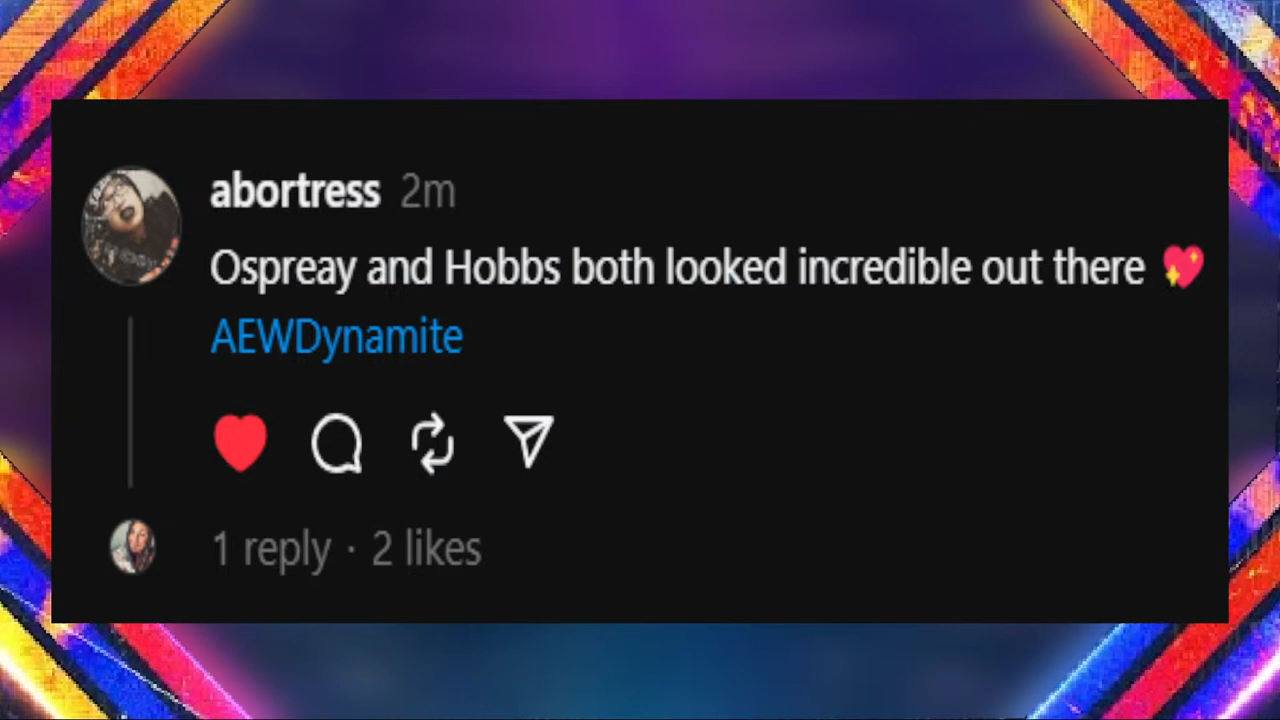 abortress 2m
Ospreay and Hobbs both looked incredible out there 💖
AEWDynamite
1 reply · 2 likes